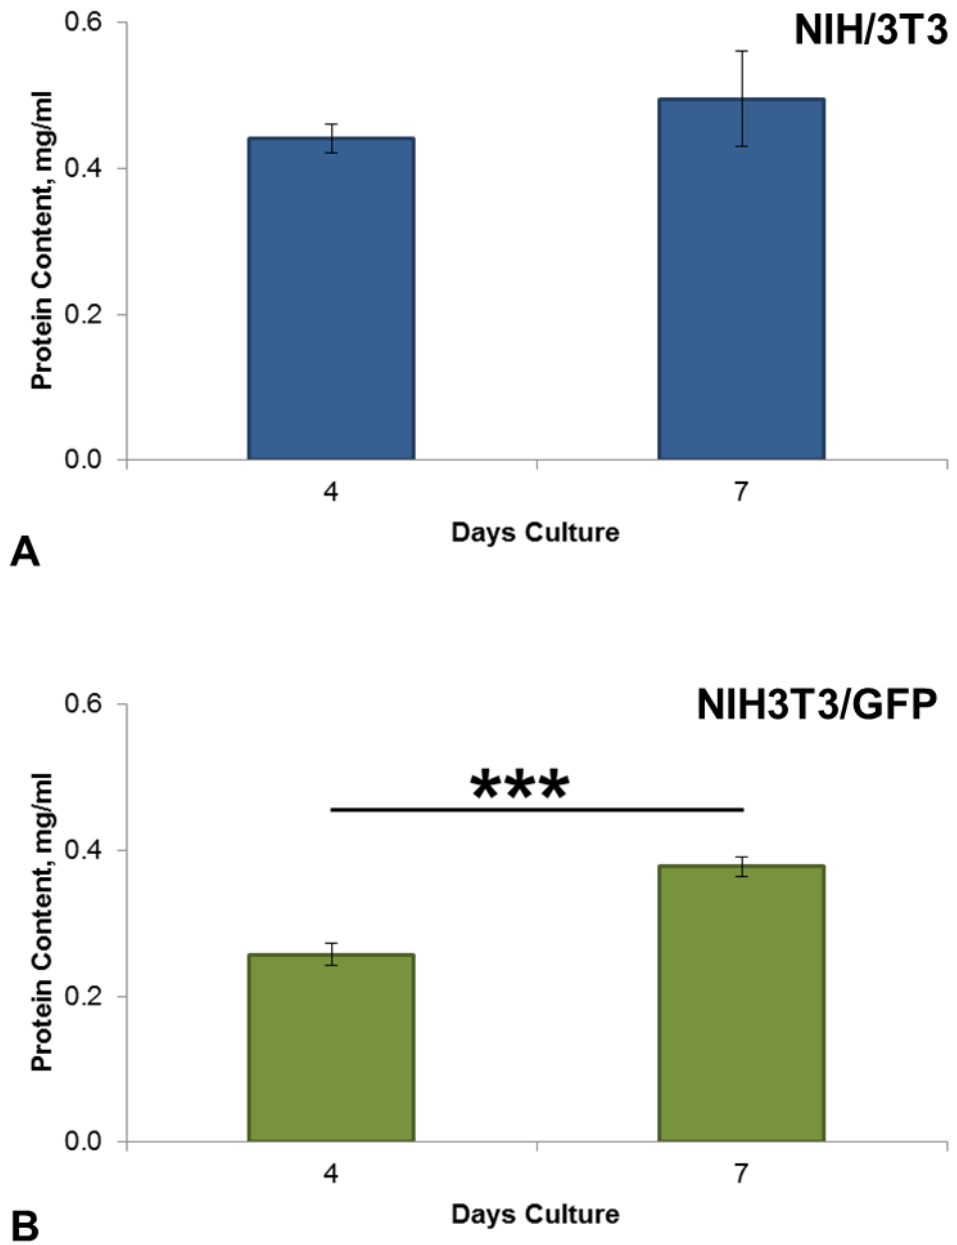 NIH/3T3
Protein Content, mg/ml
0.6
0.4
0.2
0.0
4 7
Days Culture
A
NIH3T3/GFP
***
Protein Content, mg/ml
0.6
0.4
0.2
0.0
4 7
Days Culture
B